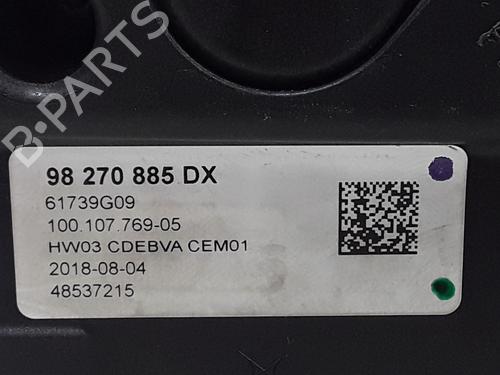 B-PARTS
98 270 885 DX
61739G09
100.107.769-05
HW03 CDEBVA CEM01
2018-08-04
48537215